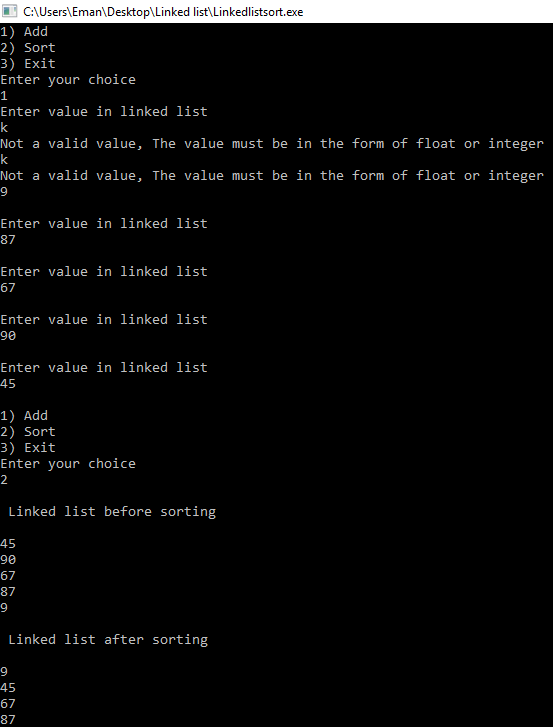 C:\Users\Eman\Desktop\Linked list\Linkedlistsort.exe
1) Add
2) Sort
3) Exit
Enter your choice
1
Enter value in linked list
k
Not a valid value, The value must be in the form of float or integer
k
Not a valid value, The value must be in the form of float or integer
9
Enter value in linked list
87
Enter value in linked list
67
Enter value in linked list
90
Enter value in linked list
45
1) Add
2) Sort
3) Exit
Enter your choice
2
Linked list before sorting
45
90
67
87
9
Linked list after sorting
9
45
67
87